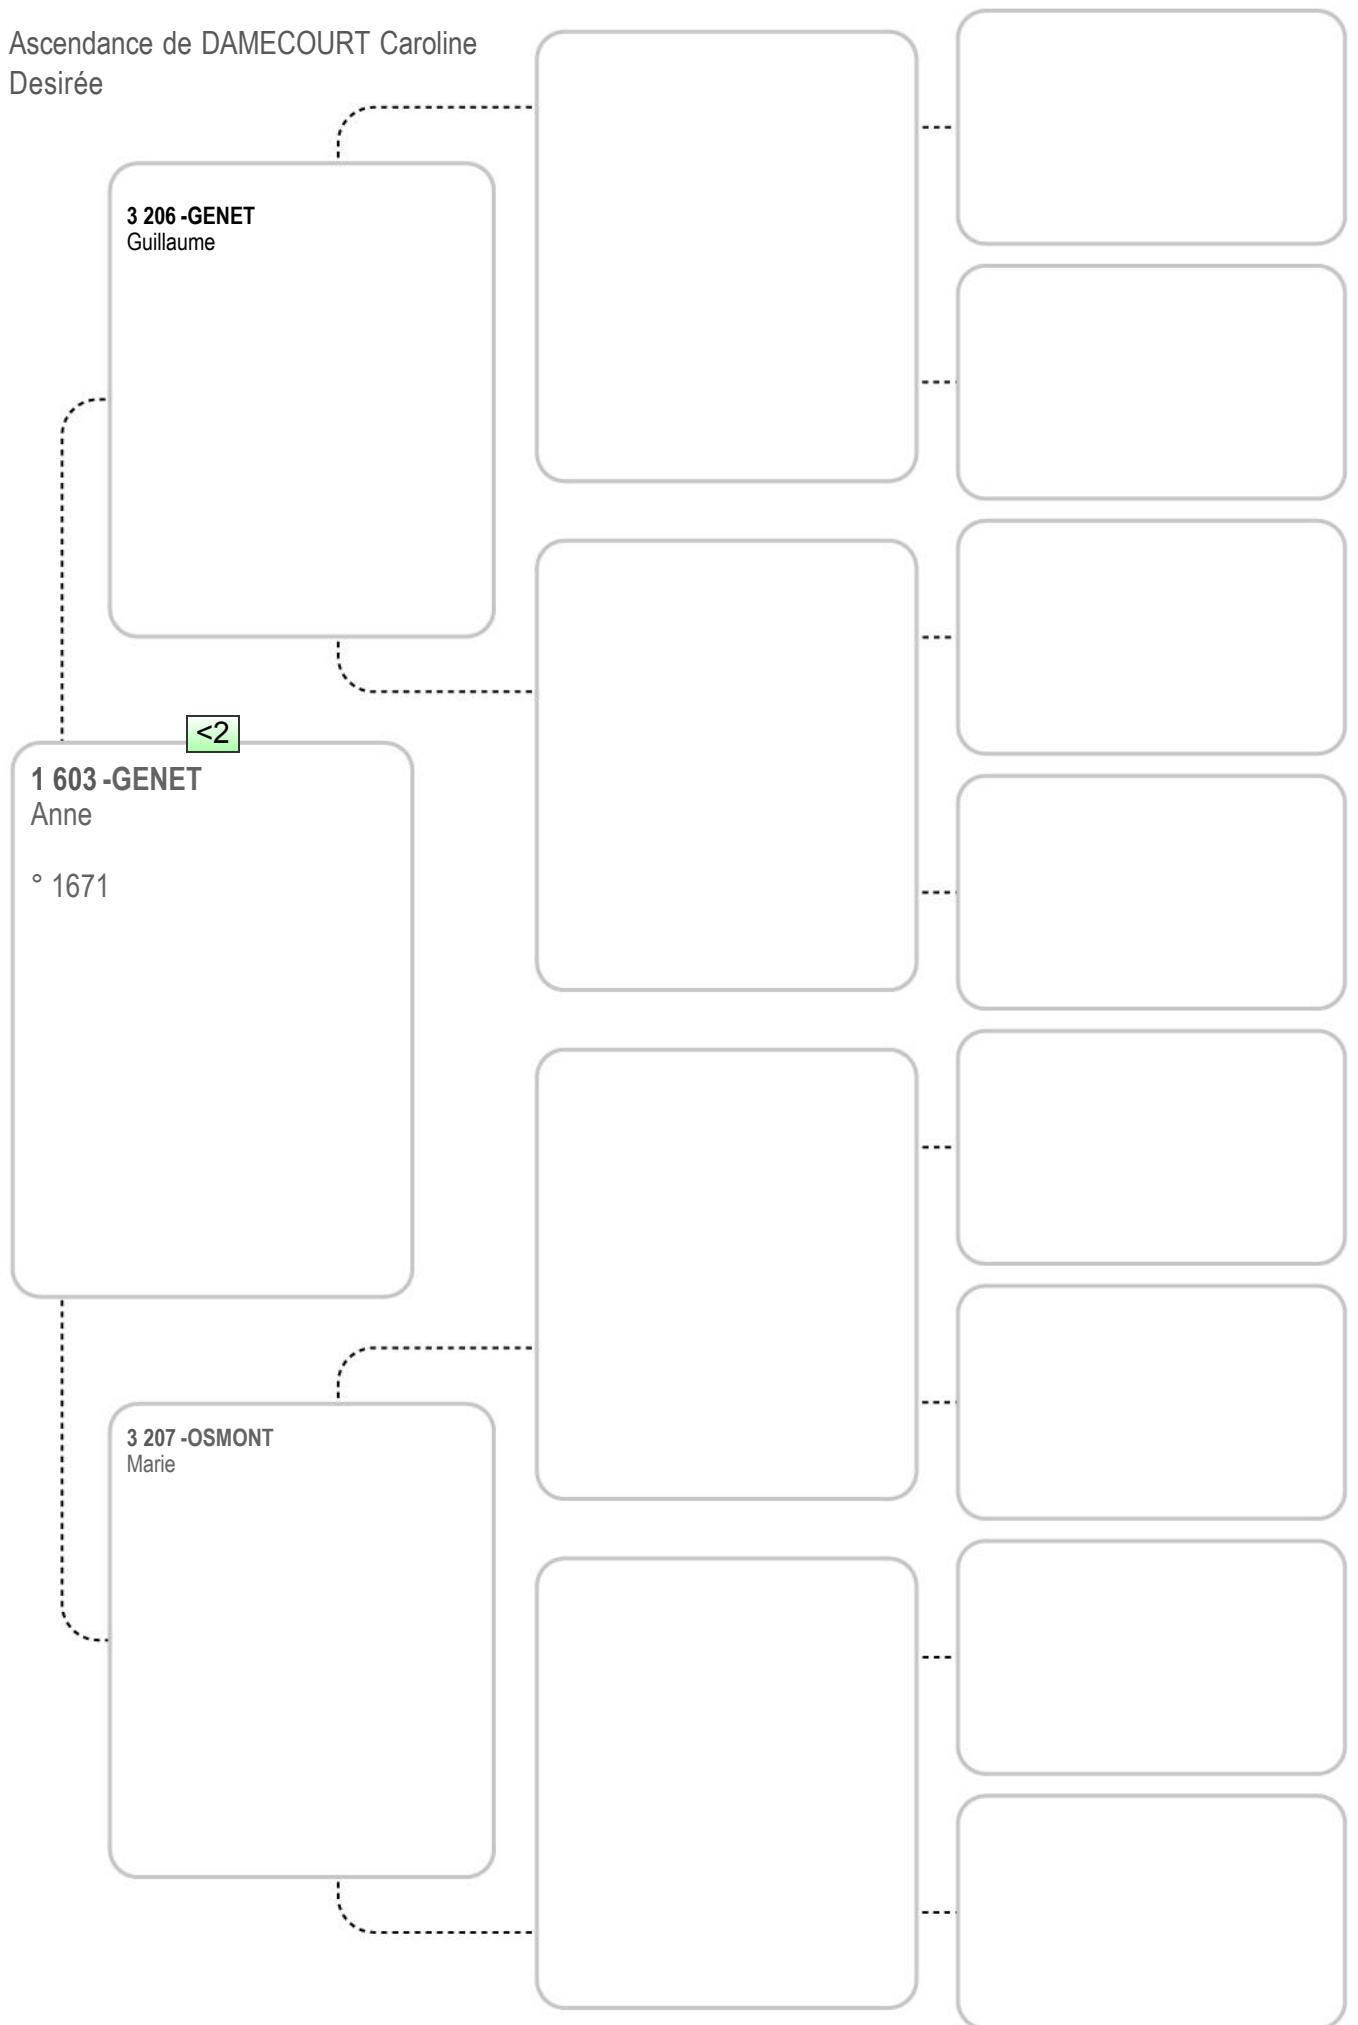 Ascendance de DAMECOURT Caroline
Desirée
3 206 -GENET
Guillaume
<2
1 603 -GENET
Anne
° 1671
3 207 -OSMONT
Marie